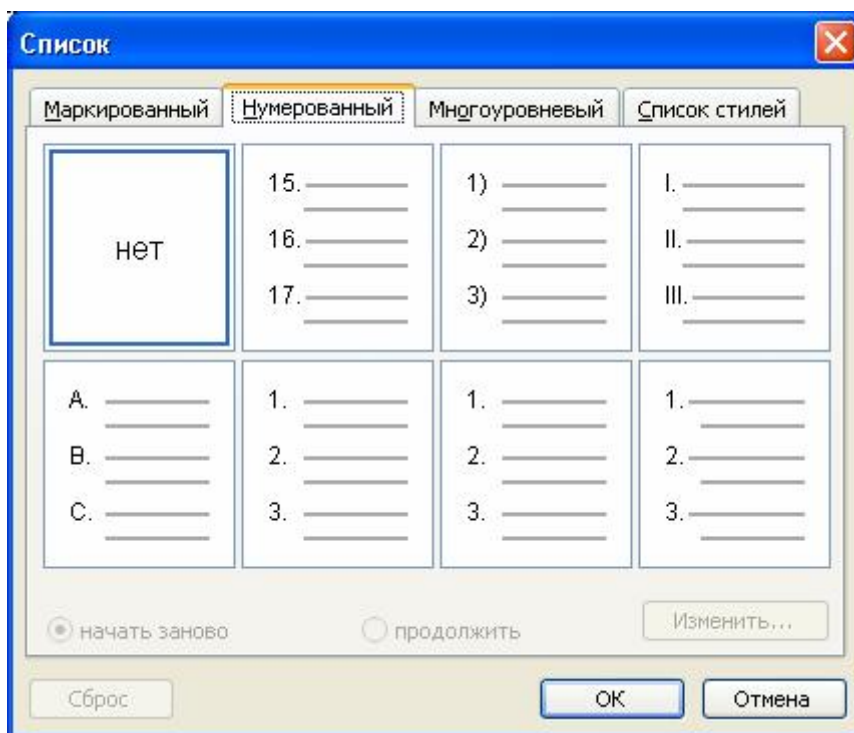 Список
Маркированный Нумерованный Многоуровневый Список стилей
нет
15.
16.
17.
1)
2)
3)
I.
II.
III.
A.
B.
C.
1.
2.
3.
1.
2.
3.
1.
2.
3.
начать заново продолжить Изменить...
Сброс ОК Отмена